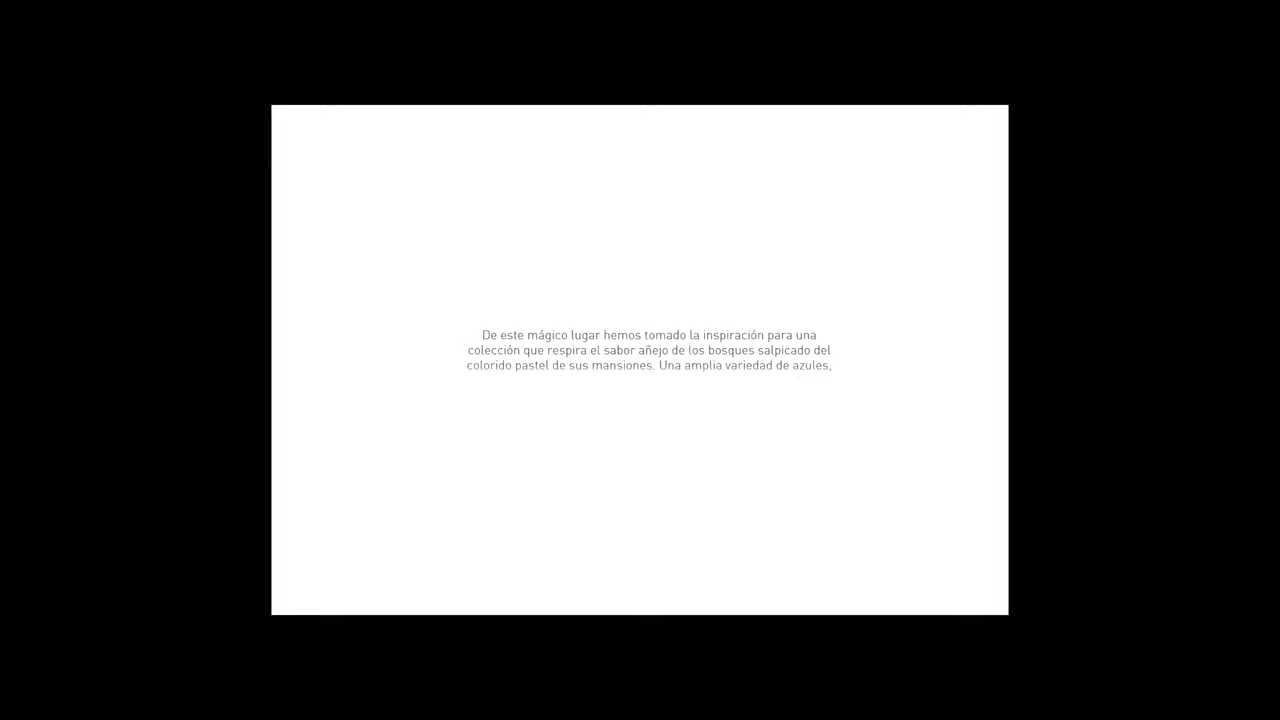 De este mágico lugar hemos tomado la inspiración para una
colección que respira el sabor añejo de los bosques salpicado del
colorido pastel de sus mansiones. Una amplia variedad de azules,